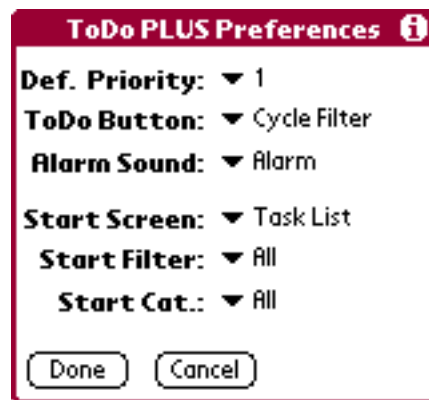 ToDo PLUS Preferences
Def. Priority: 1
ToDo Button: Cycle Filter
Alarm Sound: Alarm
Start Screen: Task List
Start Filter: All
Start Cat.: All
Done Cancel